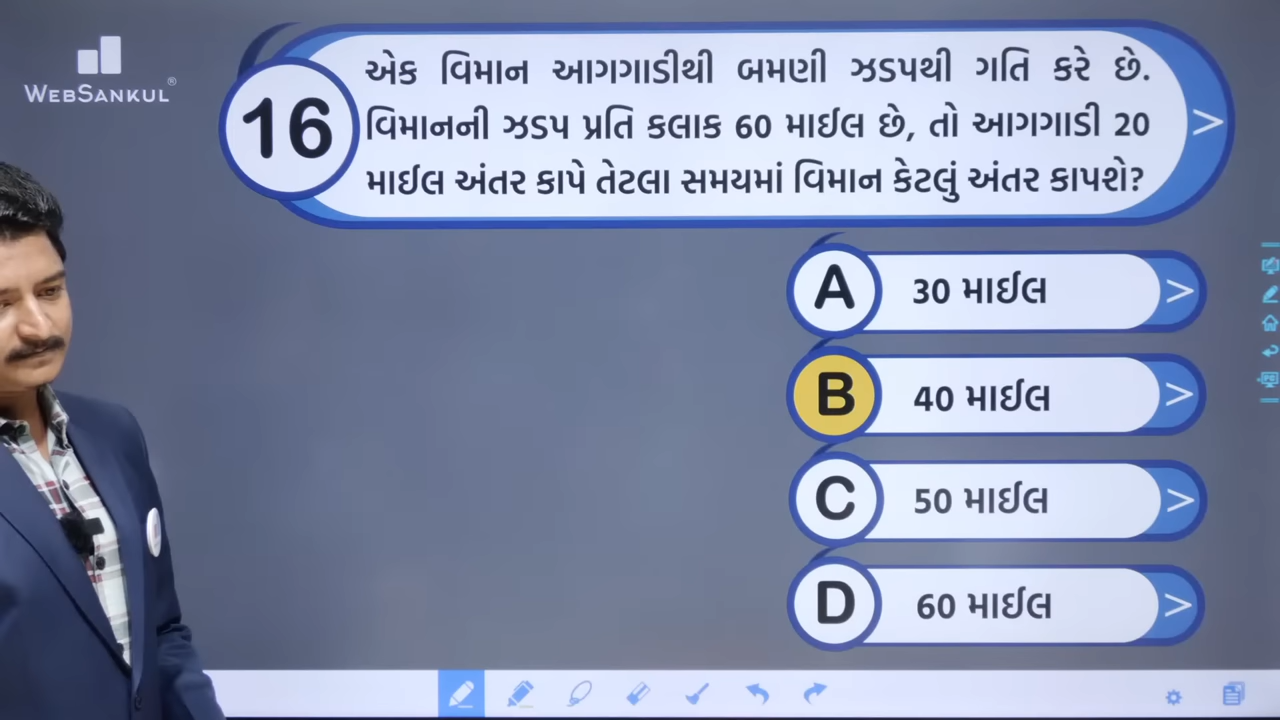 WEBSANKUL®
16
એક વિમાન આગગાડીથી બમણી ઝડપથી ગતિ કરે છે.
વિમાનની ઝડપ પ્રતિ કલાક 60 માઈલ છે, તો આગગાડી 20
માઈલ અંતર કાપે તેટલા સમયમાં વિમાન કેટલું અંતર કાપશે?
A 30 માઈલ
B 40 માઈલ
C 50 માઈલ
D 60 માઈલ